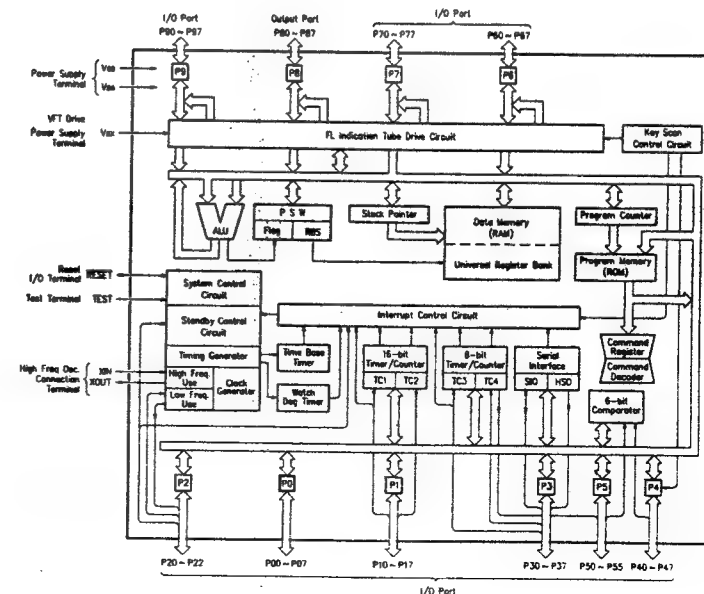 I/O Port
P90 ~ P97
Output Port
P80 ~ P87
I/O Port
P70 ~ P77
P60 ~ P67
Power Supply
Terminal
VSS
VDD
P9
P8
P7
P6
VFT Drive
Power Supply
Terminal
VKK
FL Indication Tube Drive Circuit
Key Scan
Control Circuit
ALU
P S W
Flag
RBS
Stack Pointer
Data Memory
(RAM)
Universal Register Bank
Program Counter
Program Memory
(ROM)
Reset
I/O Terminal
RESET
Test Terminal
TEST
System Control
Circuit
Standby Control
Circuit
Timing Generator
High Freq.
Use
Low Freq.
Use
Clock
Generator
Interrupt Control Circuit
Time Base
Timer
Watch
Dog Timer
16-bit
Timer/Counter
TC1
TC2
8-bit
Timer/Counter
TC3
TC4
Serial
Interface
SIO
HSO
Command
Register
Command
Decoder
6-bit
Comparator
High Freq. Osc.
Connection
Terminal
XIN
XOUT
P2
P0
P1
P3
P5
P4
P20 ~ P22
P00 ~ P07
P10 ~ P17
P30 ~ P37
P50 ~ P55
P40 ~ P47
I/O Port